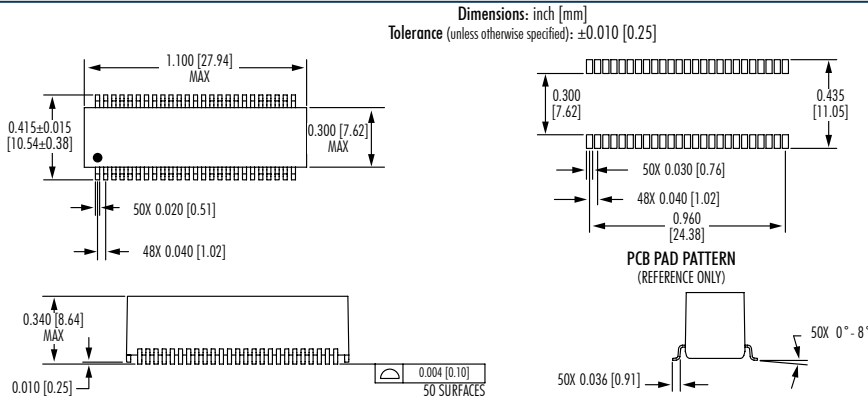 Dimensions: inch [mm]
Tolerance (unless otherwise specified): ±0.010 [0.25]
1.100 [27.94]
MAX
0.415±0.015
[10.54±0.38]
0.300 [7.62]
MAX
50X 0.020 [0.51]
48X 0.040 [1.02]
0.300
[7.62]
0.435
[11.05]
50X 0.030 [0.76]
48X 0.040 [1.02]
0.960
[24.38]
PCB PAD PATTERN
(REFERENCE ONLY)
0.340 [8.64]
MAX
0.010 [0.25]
0.004 [0.10]
50 SURFACES
50X 0°- 8°
50X 0.036 [0.91]